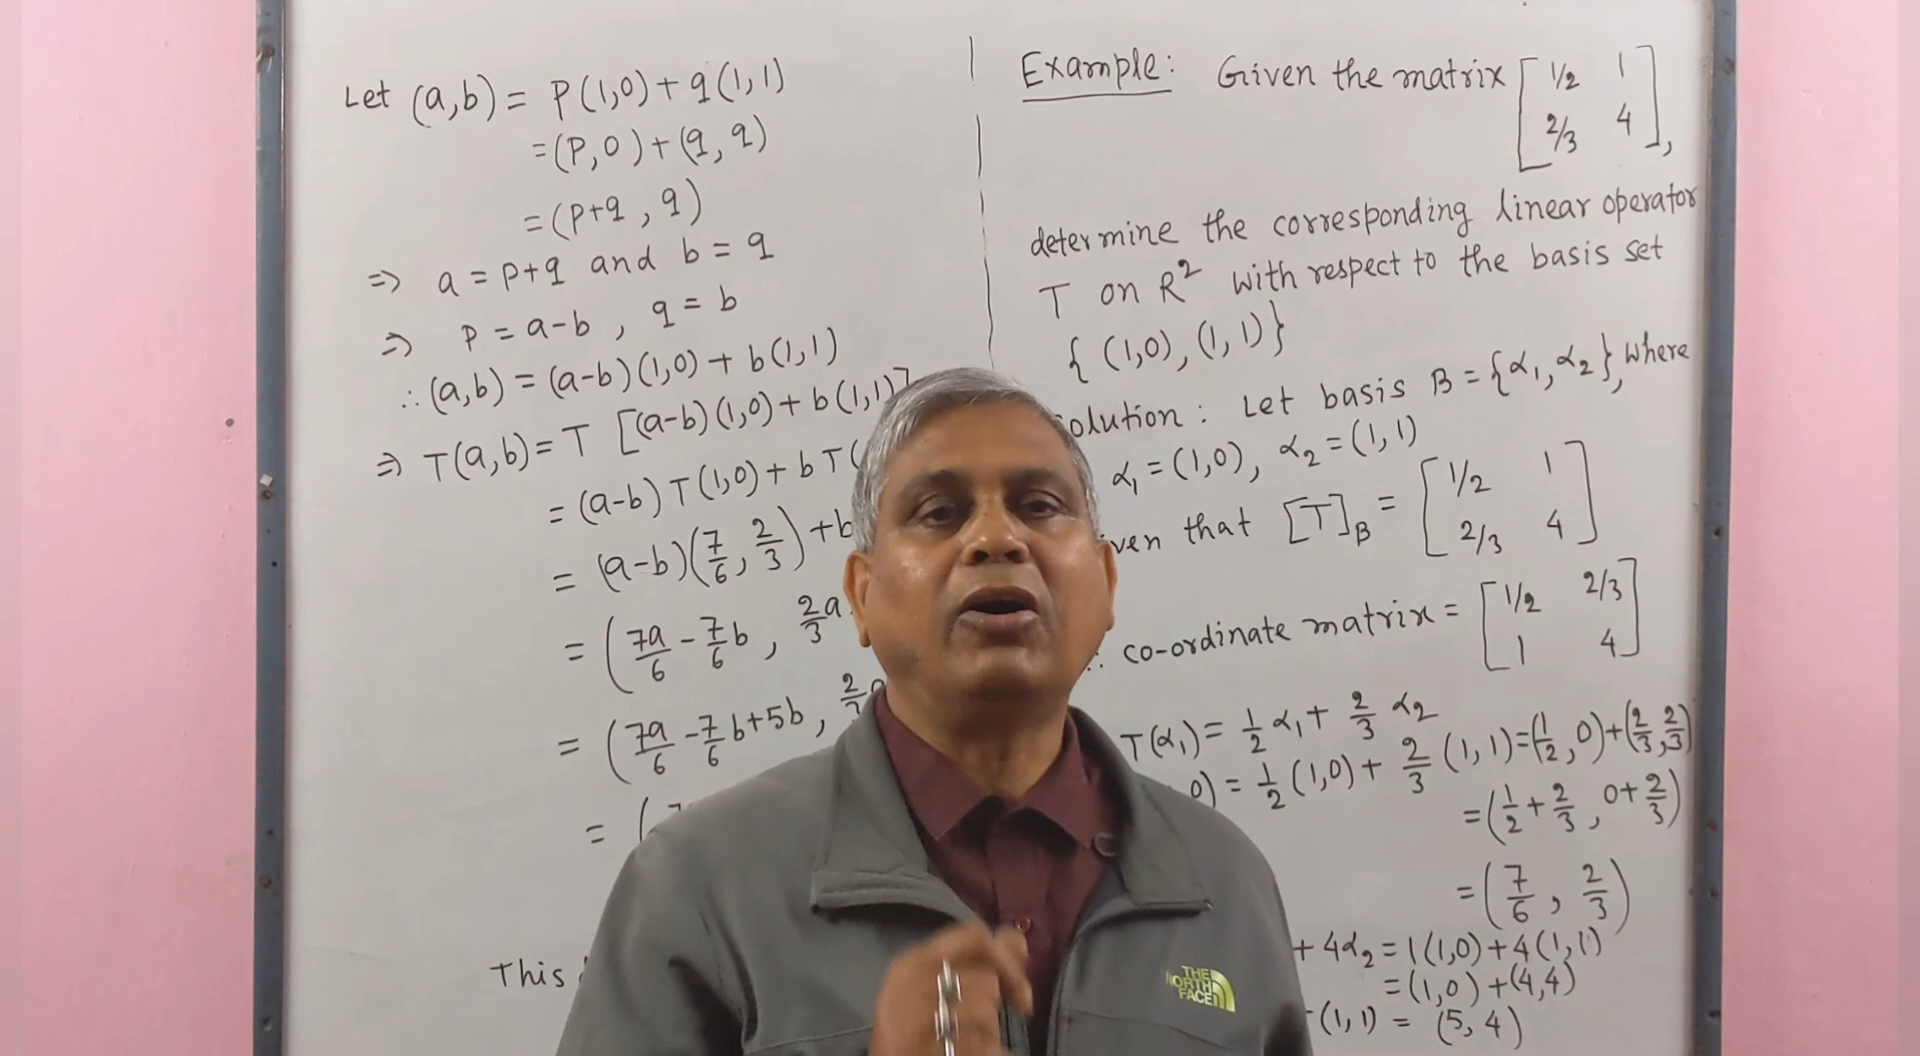 Let (a,b) = P(1,0) + q(1,1)
= (P,0) + (q, q)
= (P+q, q)
⇒ a = P+q and b = q
⇒ P = a-b, q = b
∴ (a,b) = (a-b)(1,0) + b(1,1)
⇒ T(a,b) = T [(a-b)(1,0) + b(1,1)]
= (a-b) T(1,0) + b T(
= (a-b)(7/6, 2/3) + b
= (7a/6 - 7/6 b, 2/3 a
= (7a/6 - 7/6 b + 5b, 2/3
= (
This
Example: Given the matrix [1/2 1
2/3 4],
determine the corresponding linear operator
T on R² with respect to the basis set
{(1,0), (1,1)}
olution: Let basis B = {α₁, α₂}, where
α₁ = (1,0), α₂ = (1,1)
ven that [T]B = [1/2 1
2/3 4]
∴ co-ordinate matrix = [1/2 2/3
1 4]
T(α₁) = 1/2 α₁ + 2/3 α₂
0) = 1/2 (1,0) + 2/3 (1,1) = (1/2, 0) + (2/3, 2/3)
= (1/2 + 2/3, 0 + 2/3)
= (7/6, 2/3)
+ 4α₂ = 1(1,0) + 4(1,1)
= (1,0) + (4,4)
(1,1) = (5,4)
THE
NORTH
FACE